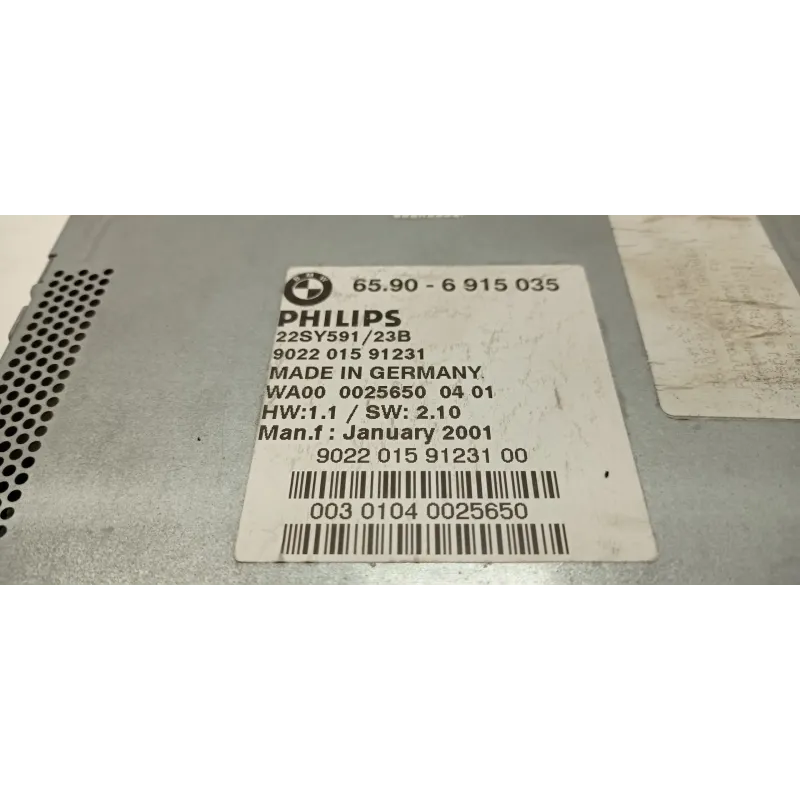 BMW
65.90 - 6 915 035
PHILIPS
22SY591/23B
9022 015 91231
MADE IN GERMANY
WA00 0025650 04 01
HW:1.1 / SW: 2.10
Man.f : January 2001
9022 015 91231 00
003 0104 0025650